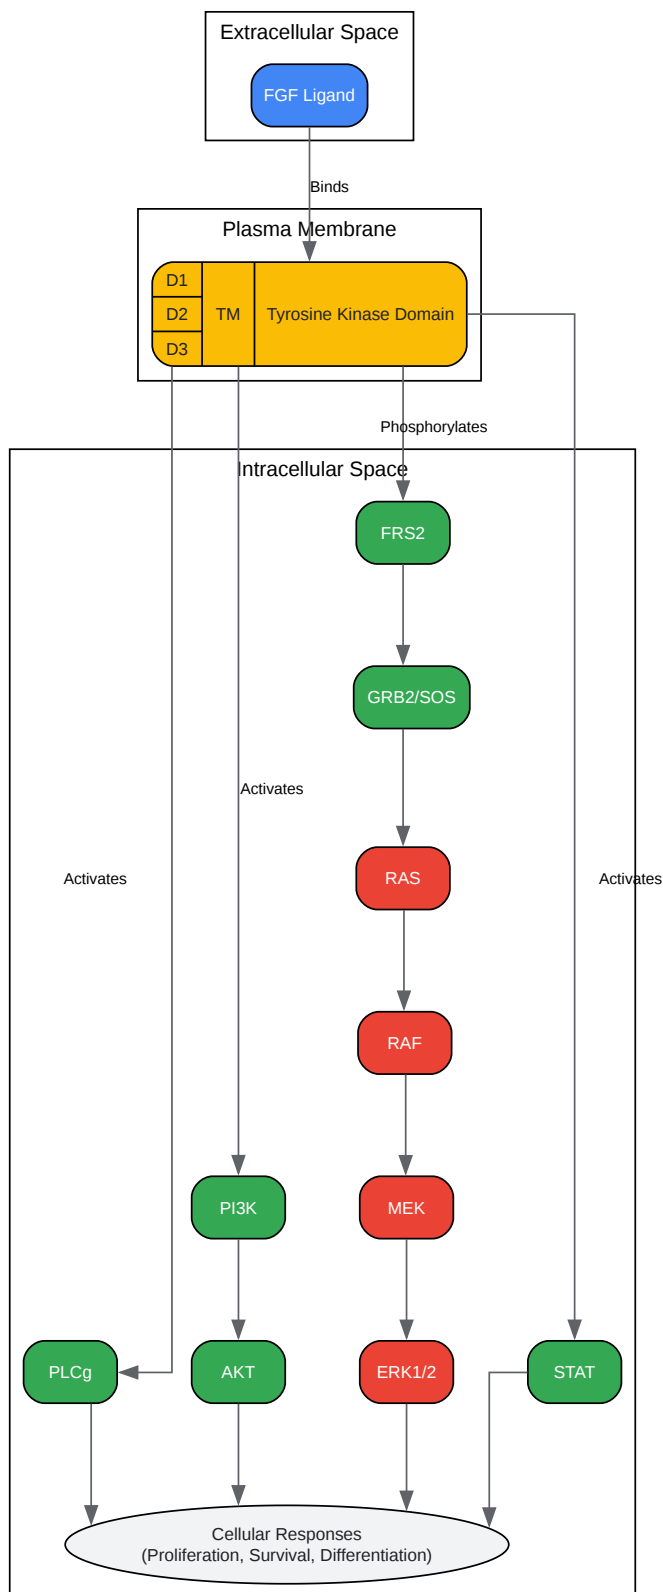 Extracellular Space
FGF Ligand
Binds
Plasma Membrane
D1
D2
D3
TM
Tyrosine Kinase Domain
Phosphorylates
Intracellular Space
FRS2
GRB2/SOS
Activates
RAS
Activates
Activates
RAF
PI3K
MEK
PLCg
AKT
ERK1/2
STAT
Cellular Responses
(Proliferation, Survival, Differentiation)